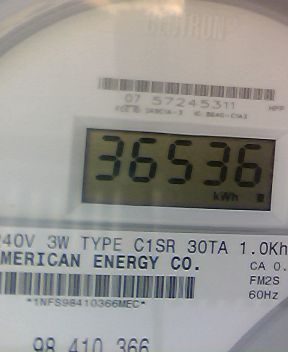 07 57245311
36536
kWh
240V 3W TYPE C1SR 30TA 1.0Kh
AMERICAN ENERGY CO.
CA 0.
FM2S
60Hz
*1NFS98410366MEC*
98 410 366